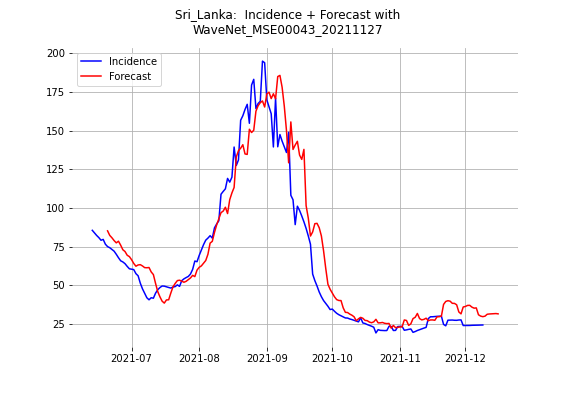 Sri_Lanka: Incidence + Forecast with
WaveNet_MSE00043_20211127
Incidence
Forecast
200
175
150
125
100
75
50
25
2021-07 2021-08 2021-09 2021-10 2021-11 2021-12